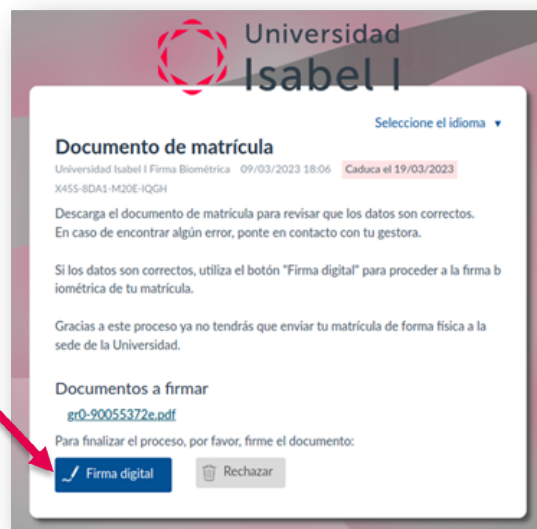 Universidad
Isabel I
Seleccione el idioma ▼
Documento de matrícula
Universidad Isabel I Firma Biométrica 09/03/2023 18:06 Caduca el 19/03/2023
X45S-8DA1-M20E-IQGH
Descarga el documento de matrícula para revisar que los datos son correctos.
En caso de encontrar algún error, ponte en contacto con tu gestora.
Si los datos son correctos, utiliza el botón "Firma digital" para proceder a la firma b
iométrica de tu matrícula.
Gracias a este proceso ya no tendrás que enviar tu matrícula de forma física a la
sede de la Universidad.
Documentos a firmar
gr0-90055372e.pdf
Para finalizar el proceso, por favor, firme el documento:
Firma digital Rechazar